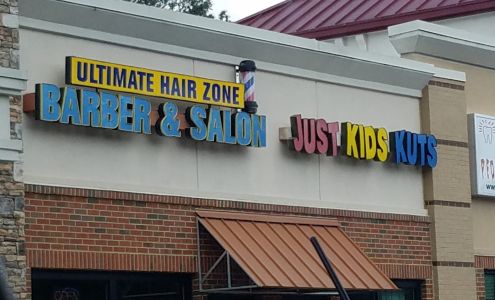 ULTIMATE HAIR ZONE
BARBER & SALON
JUST KIDS KUTS